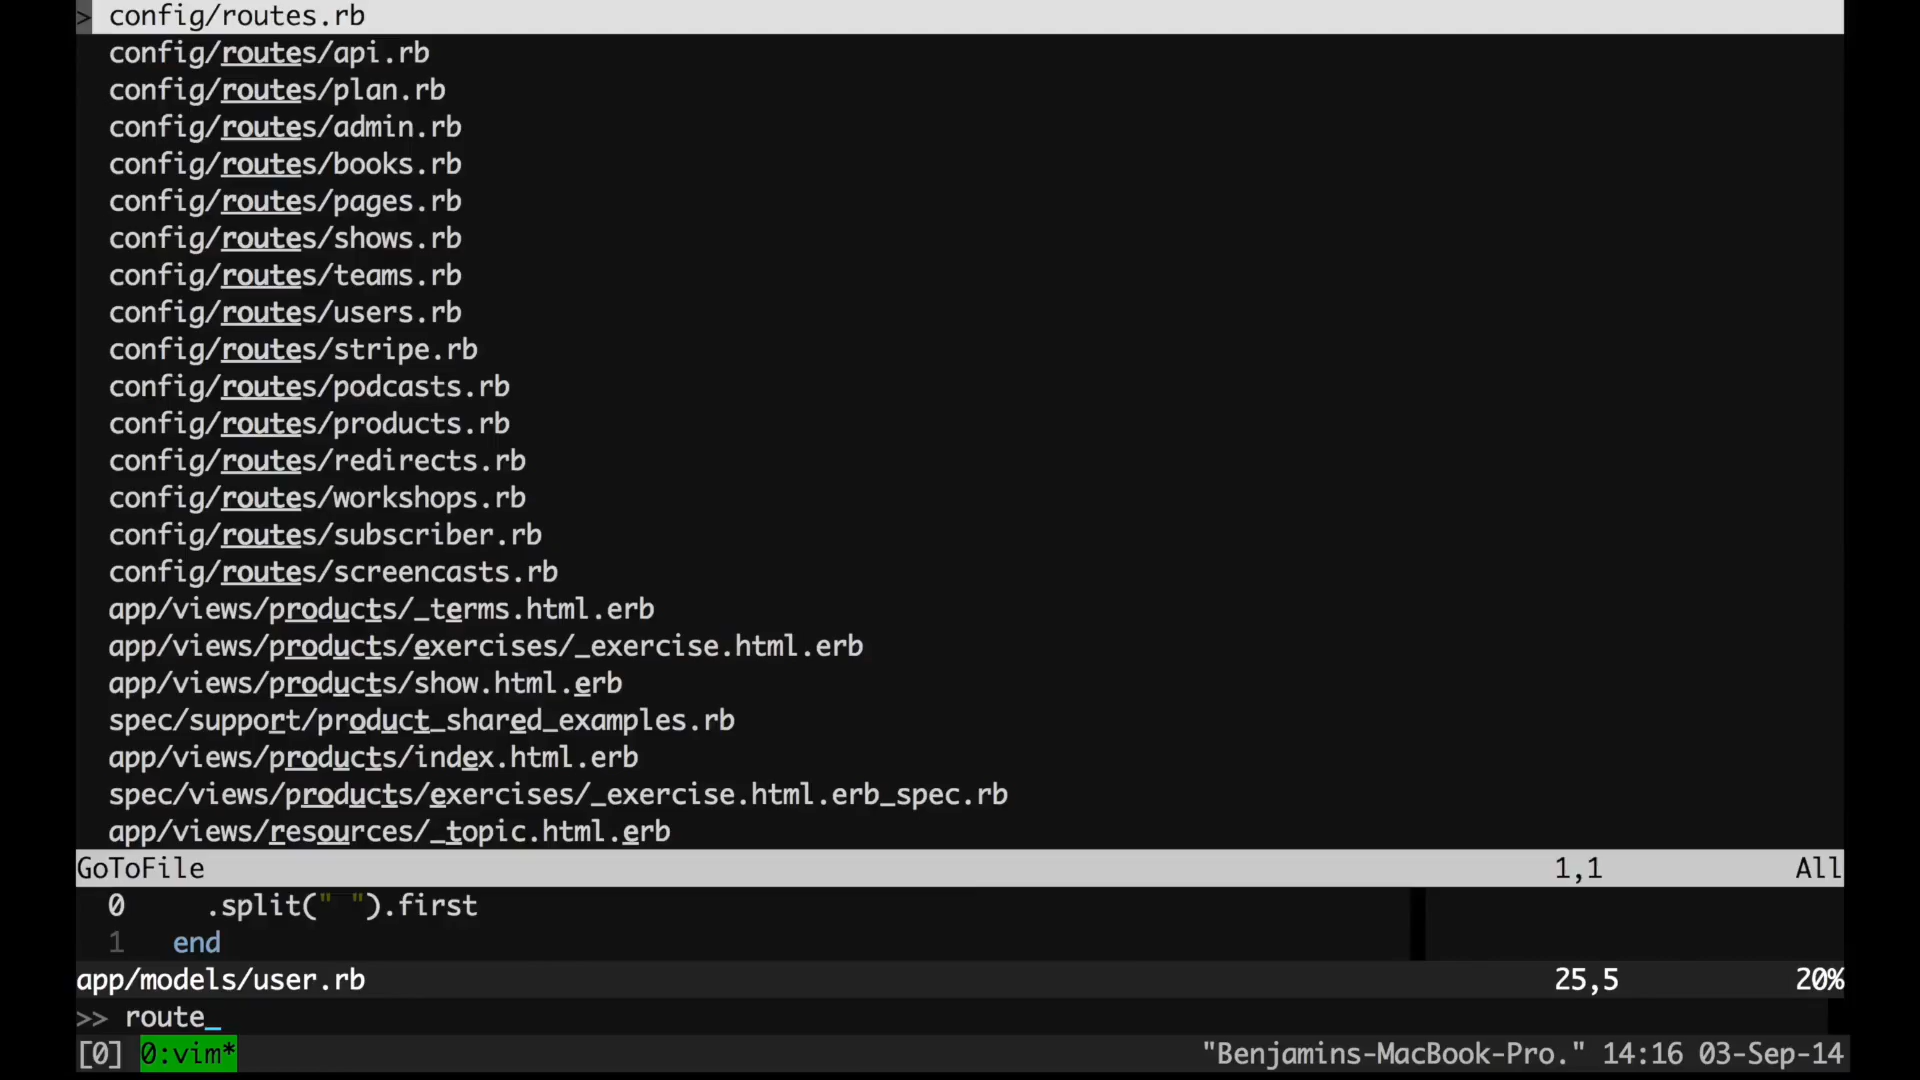 > config/routes.rb
config/routes/api.rb
config/routes/plan.rb
config/routes/admin.rb
config/routes/books.rb
config/routes/pages.rb
config/routes/shows.rb
config/routes/teams.rb
config/routes/users.rb
config/routes/stripe.rb
config/routes/podcasts.rb
config/routes/products.rb
config/routes/redirects.rb
config/routes/workshops.rb
config/routes/subscriber.rb
config/routes/screencasts.rb
app/views/products/_terms.html.erb
app/views/products/exercises/_exercise.html.erb
app/views/products/show.html.erb
spec/support/product_shared_examples.rb
app/views/products/index.html.erb
spec/views/products/exercises/_exercise.html.erb_spec.rb
app/views/resources/_topic.html.erb
GoToFile 1,1 All
0 .split(" ").first
1 end
app/models/user.rb 25,5 20%
>> route_
[0] 0:vim* "Benjamins-MacBook-Pro." 14:16 03-Sep-14